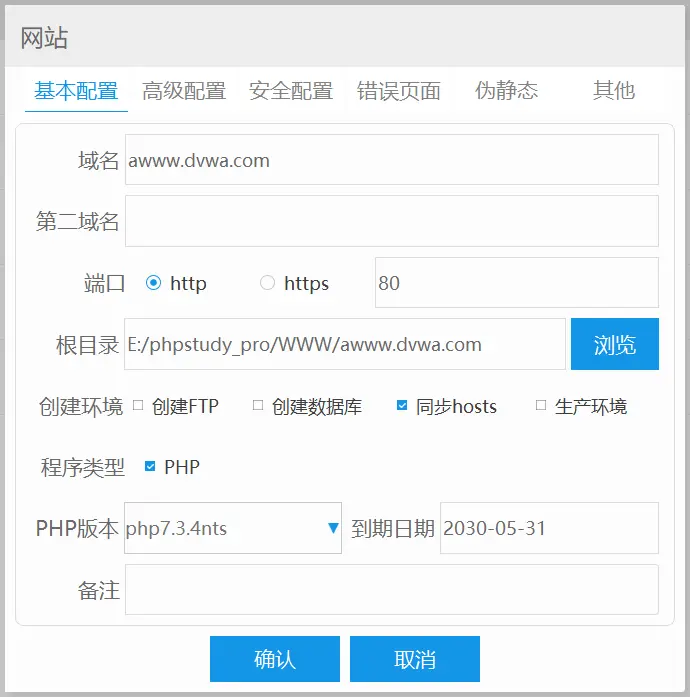 网站
基本配置 高级配置 安全配置 错误页面 伪静态 其他
域名 awww.dvwa.com
第二域名
端口 http https 80
根目录 E:/phpstudy_pro/WWW/awww.dvwa.com 浏览
创建环境 创建FTP 创建数据库 同步hosts 生产环境
程序类型 PHP
PHP版本 php7.3.4nts 到期日期 2030-05-31
备注
确认 取消